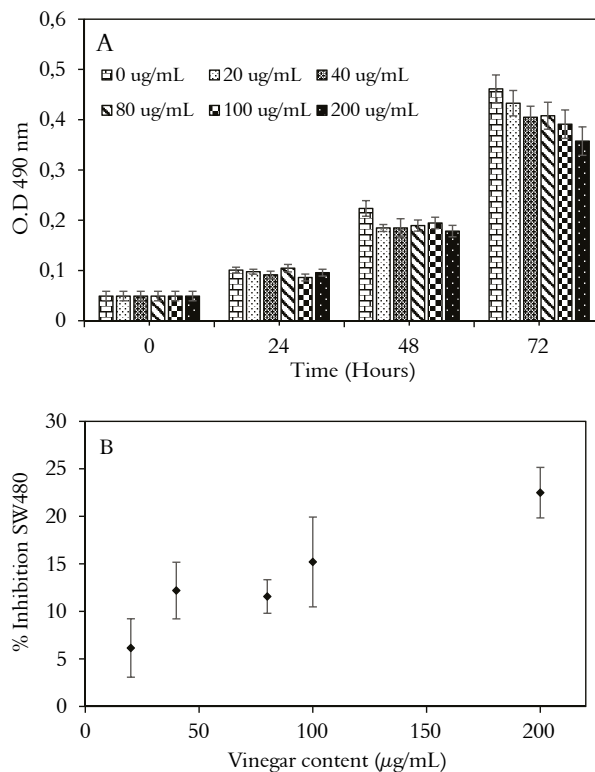 A
0 ug/mL 20 ug/mL 40 ug/mL
80 ug/mL 100 ug/mL 200 ug/mL
O.D 490 nm
0,6
0,5
0,4
0,3
0,2
0,1
0
0 24 48 72
Time (Hours)
B
% Inhibition SW480
30
25
20
15
10
5
0
0 50 100 150 200
Vinegar content (µg/mL)